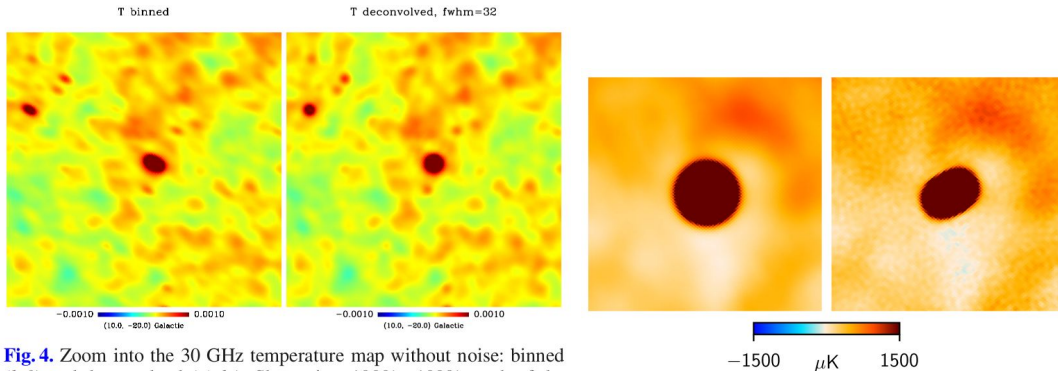 T binned
T deconvolved, fwhm=32
−0.0010 0.0010
(10.0, −20.0) Galactic
−0.0010 0.0010
(10.0, −20.0) Galactic
Fig. 4. Zoom into the 30 GHz temperature map without noise: binned
−1500 μK 1500